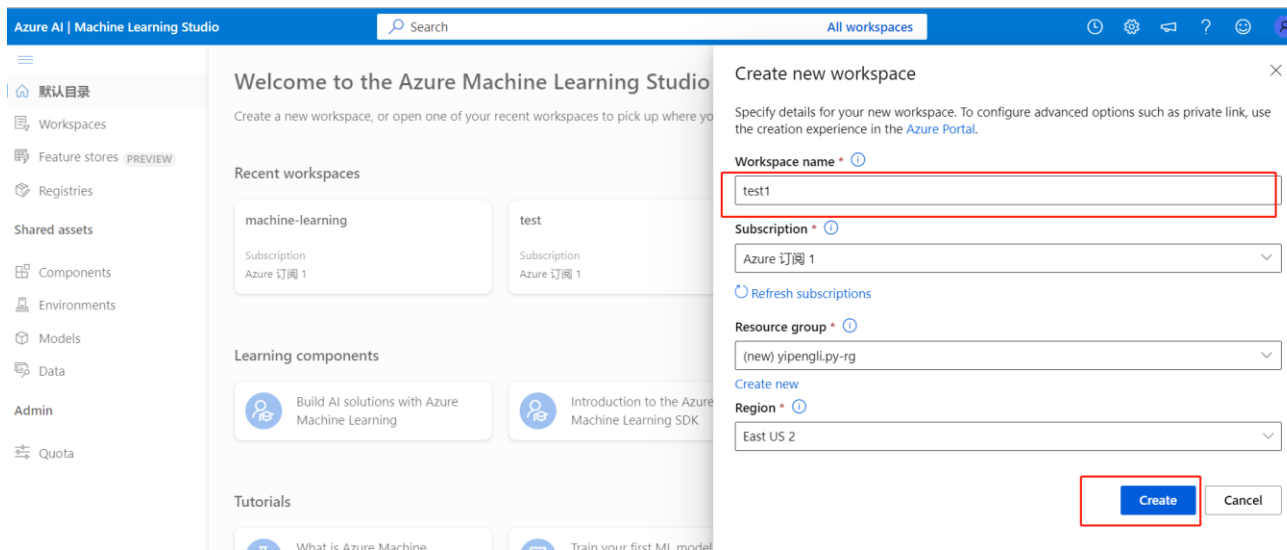 Azure AI | Machine Learning Studio
Search
All workspaces
默认目录
Workspaces
Feature stores PREVIEW
Registries
Shared assets
Components
Environments
Models
Data
Admin
Quota
Welcome to the Azure Machine Learning Studio
Create a new workspace, or open one of your recent workspaces to pick up where yo
Recent workspaces
machine-learning
Subscription
Azure 订阅 1
test
Subscription
Azure 订阅 1
Learning components
Build AI solutions with Azure
Machine Learning
Introduction to the Azure
Machine Learning SDK
Tutorials
What is Azure Machine
Train your first ML model
Create new workspace
Specify details for your new workspace. To configure advanced options such as private link, use
the creation experience in the Azure Portal.
Workspace name *
test1
Subscription *
Azure 订阅 1
Refresh subscriptions
Resource group *
(new) yipengli.py-rg
Create new
Region *
East US 2
Create
Cancel